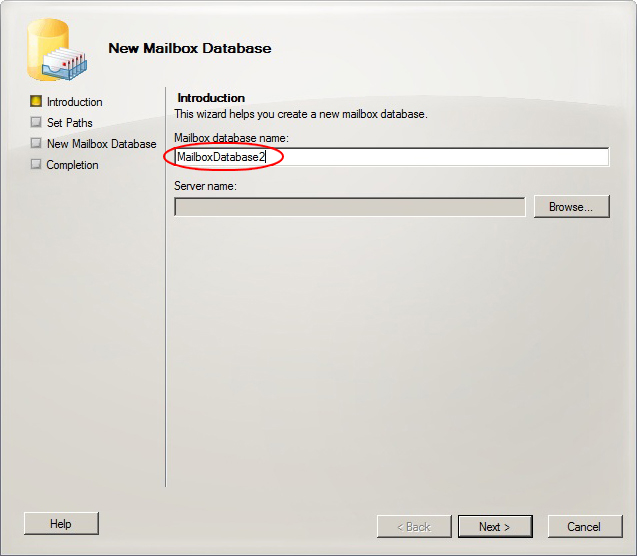 New Mailbox Database
Introduction
Set Paths
New Mailbox Database
Completion
Introduction
This wizard helps you create a new mailbox database.
Mailbox database name:
MailboxDatabase2
Server name:
Browse...
Help
< Back
Next >
Cancel